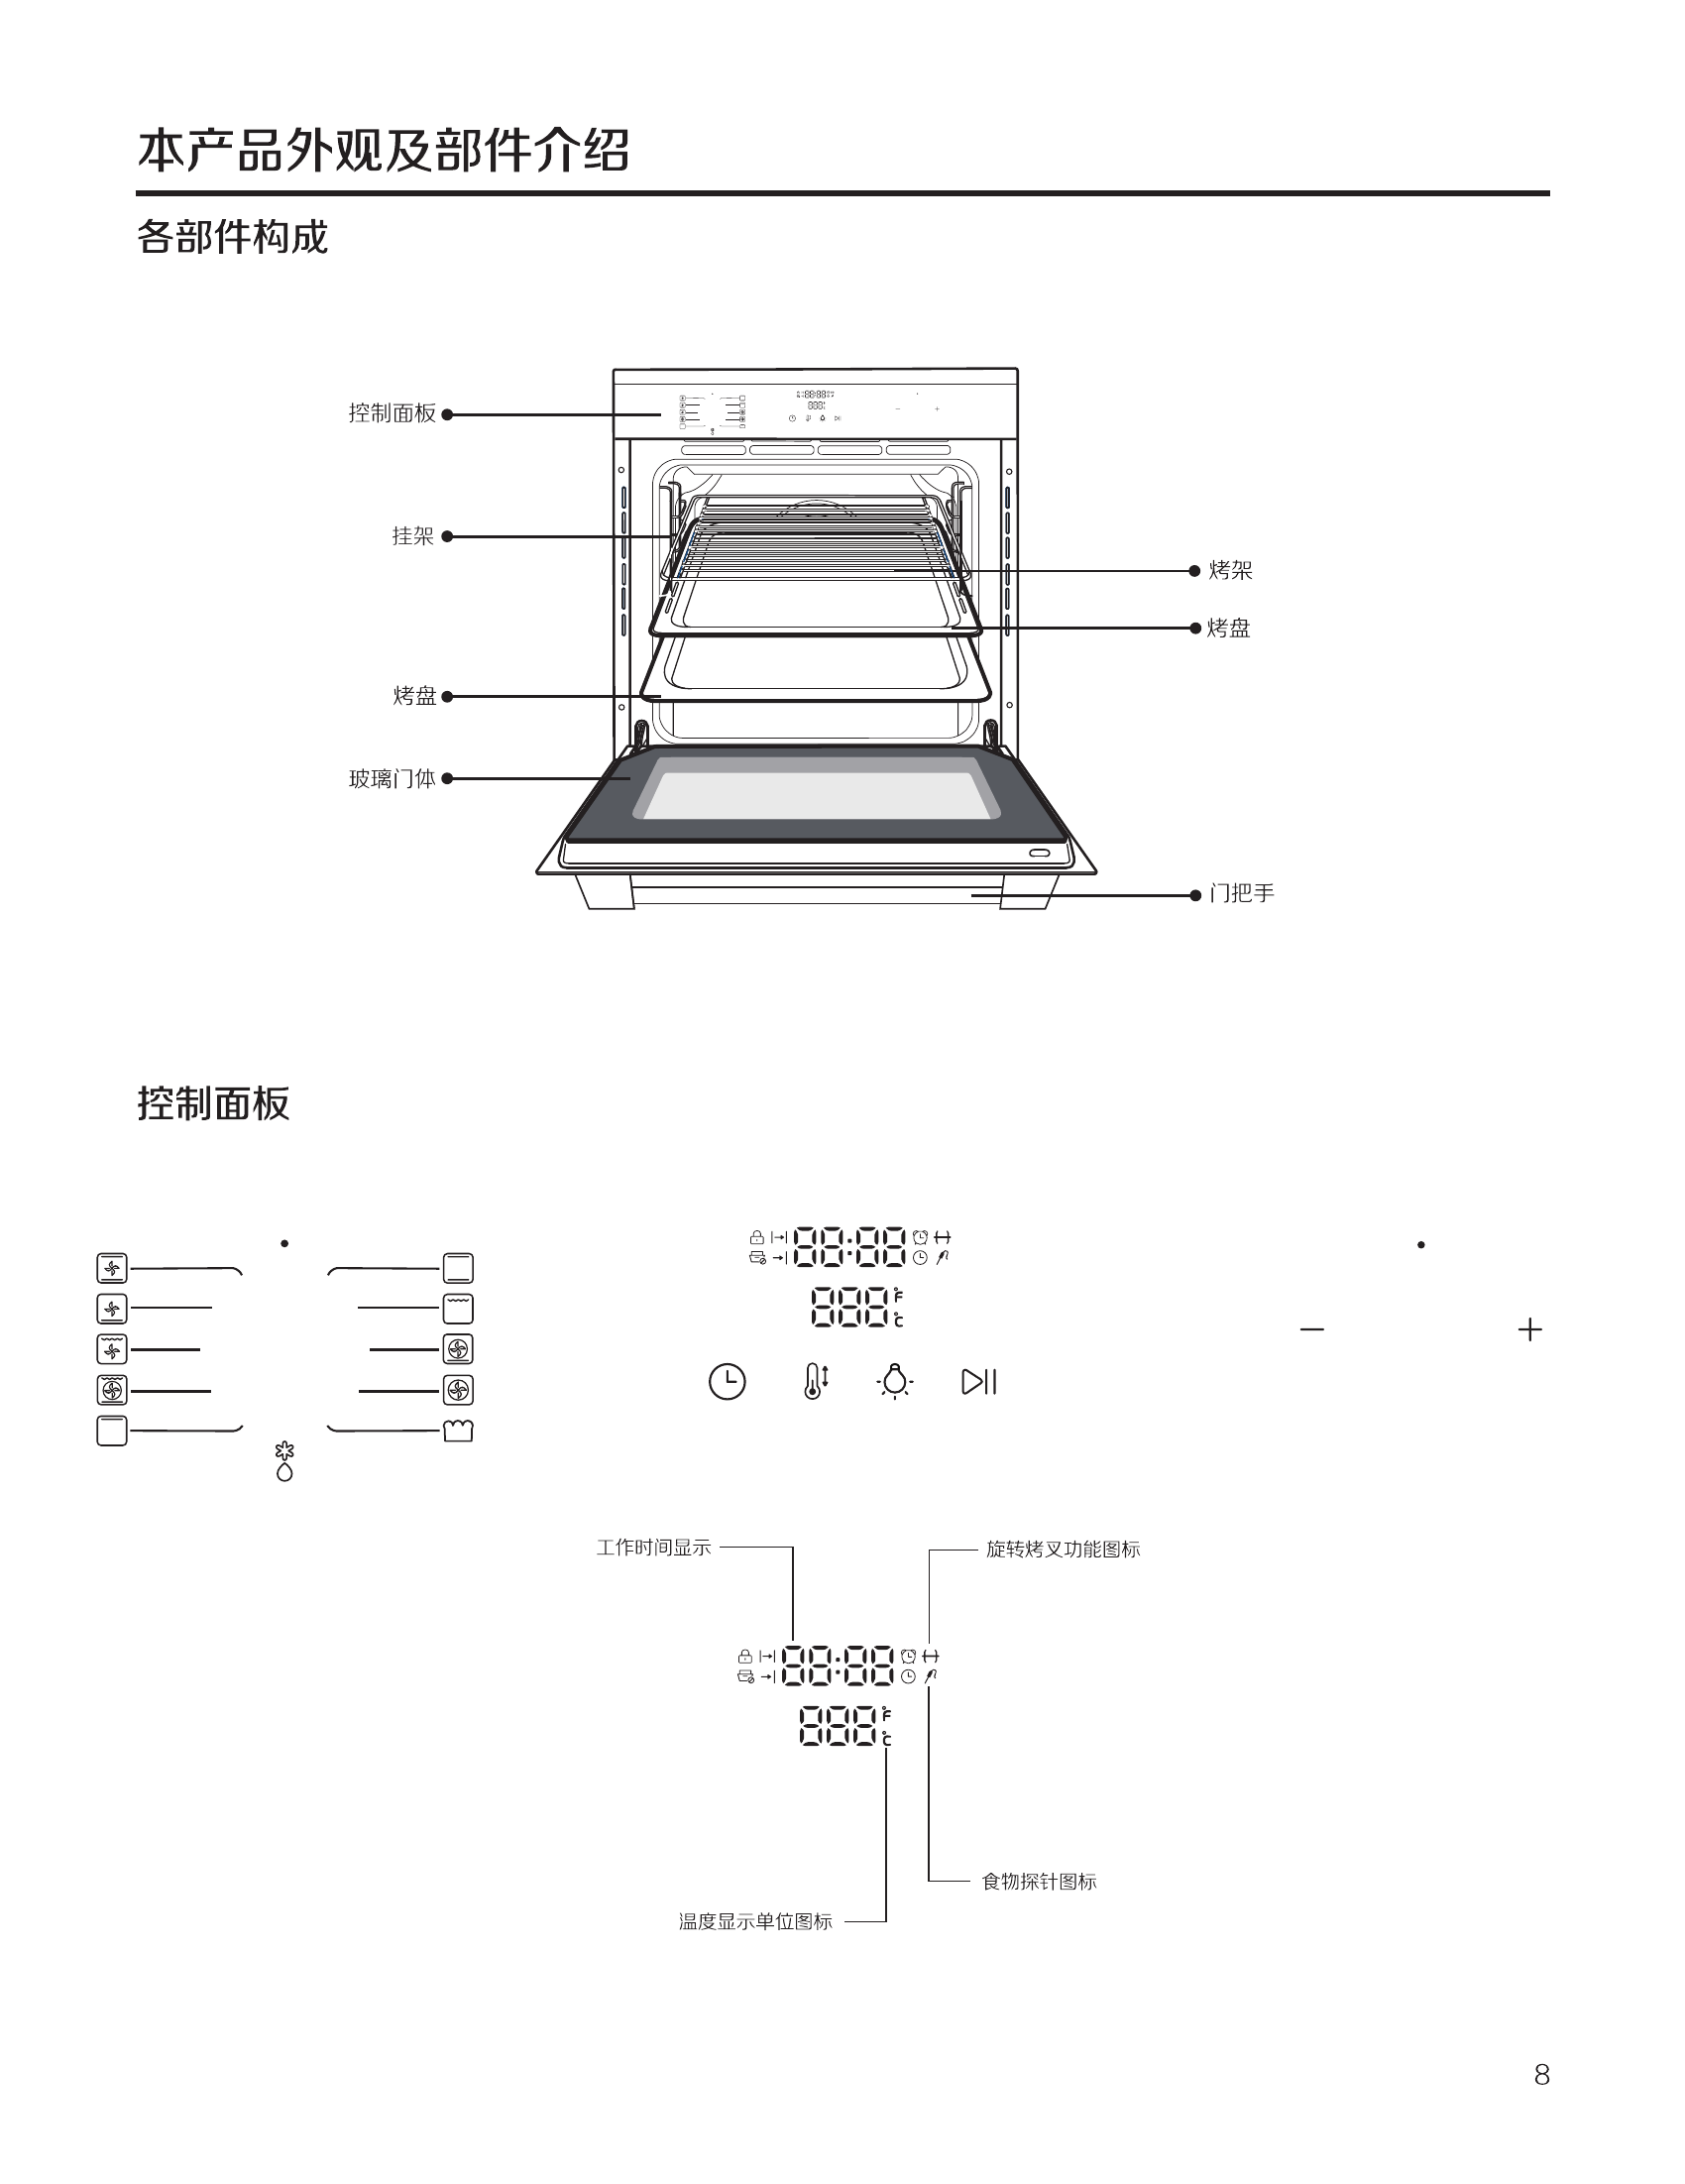 本产品外观及部件介绍
各部件构成
控制面板
挂架
烤架
烤盘
烤盘
玻璃门体
门把手
控制面板
88:88
888 °F
°C
工作时间显示
旋转烤叉功能图标
88:88
888 °F
°C
食物探针图标
温度显示单位图标
8